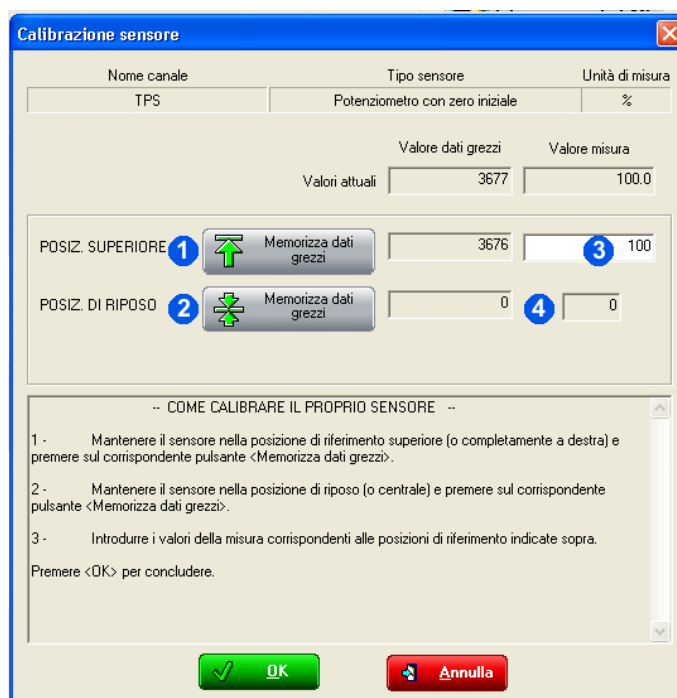 Calibrazione sensore
Nome canale Tipo sensore Unità di misura
TPS Potenziometro con zero iniziale %
Valore dati grezzi Valore misura
Valori attuali 3677 100.0
POSIZ. SUPERIORE 1 Memorizza dati grezzi 3676 3 100
POSIZ. DI RIPOSO 2 Memorizza dati grezzi 0 4 0
-- COME CALIBRARE IL PROPRIO SENSORE --
1 - Mantenere il sensore nella posizione di riferimento superiore (o completamente a destra) e
premere sul corrispondente pulsante <Memorizza dati grezzi>.
2 - Mantenere il sensore nella posizione di riposo (o centrale) e premere sul corrispondente
pulsante <Memorizza dati grezzi>.
3 - Introdurre i valori della misura corrispondenti alle posizioni di riferimento indicate sopra.
Premere <OK> per concludere.
OK Annulla